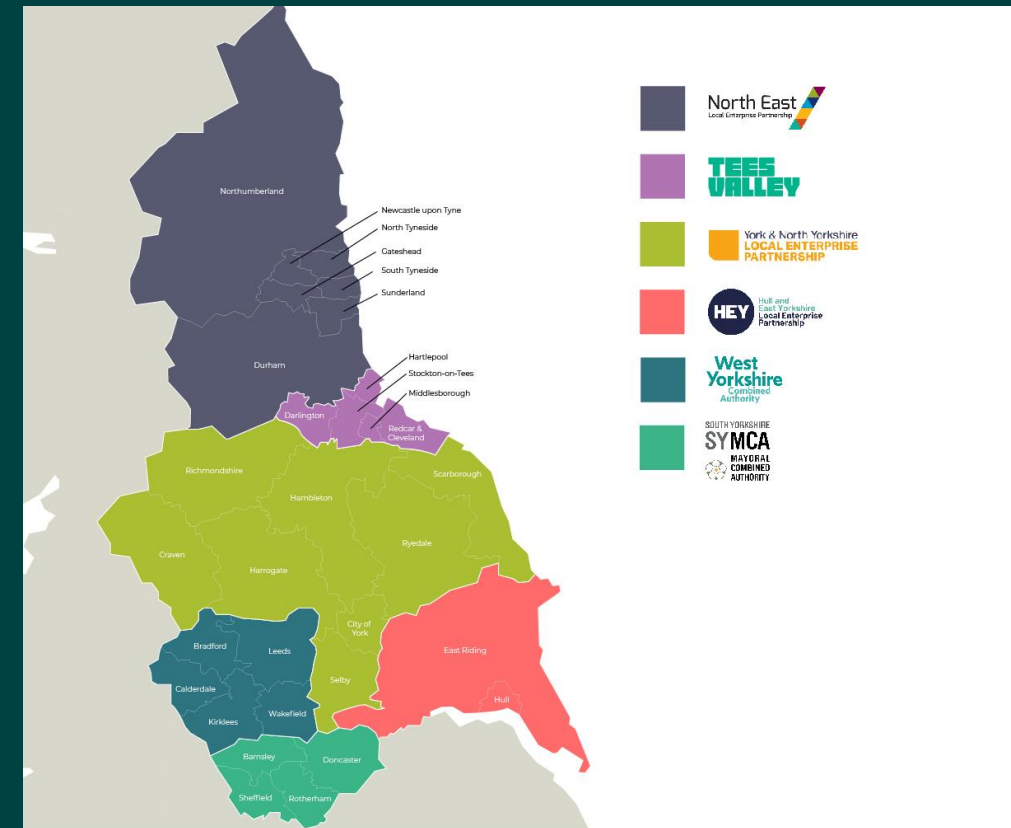 North East
Local Enterprise Partnership
TEES
VALLEY
York & North Yorkshire
LOCAL ENTERPRISE
PARTNERSHIP
HEY
Hull and
East Yorkshire
Local Enterprise
Partnership
West
Yorkshire
Combined
Authority
SOUTH YORKSHIRE
SYMCA
MAYORAL
COMBINED
AUTHORITY
Northumberland
Newcastle upon Tyne
North Tyneside
Gateshead
South Tyneside
Sunderland
Durham
Hartlepool
Stockton-on-Tees
Middlesborough
Darlington
Redcar &
Cleveland
Richmondshire
Scarborough
Hambleton
Ryedale
Craven
Harrogate
City of
York
Bradford
Leeds
East Riding
Calderdale
Selby
Hull
Kirklees
Wakefield
Barnsley
Doncaster
Sheffield
Rotherham